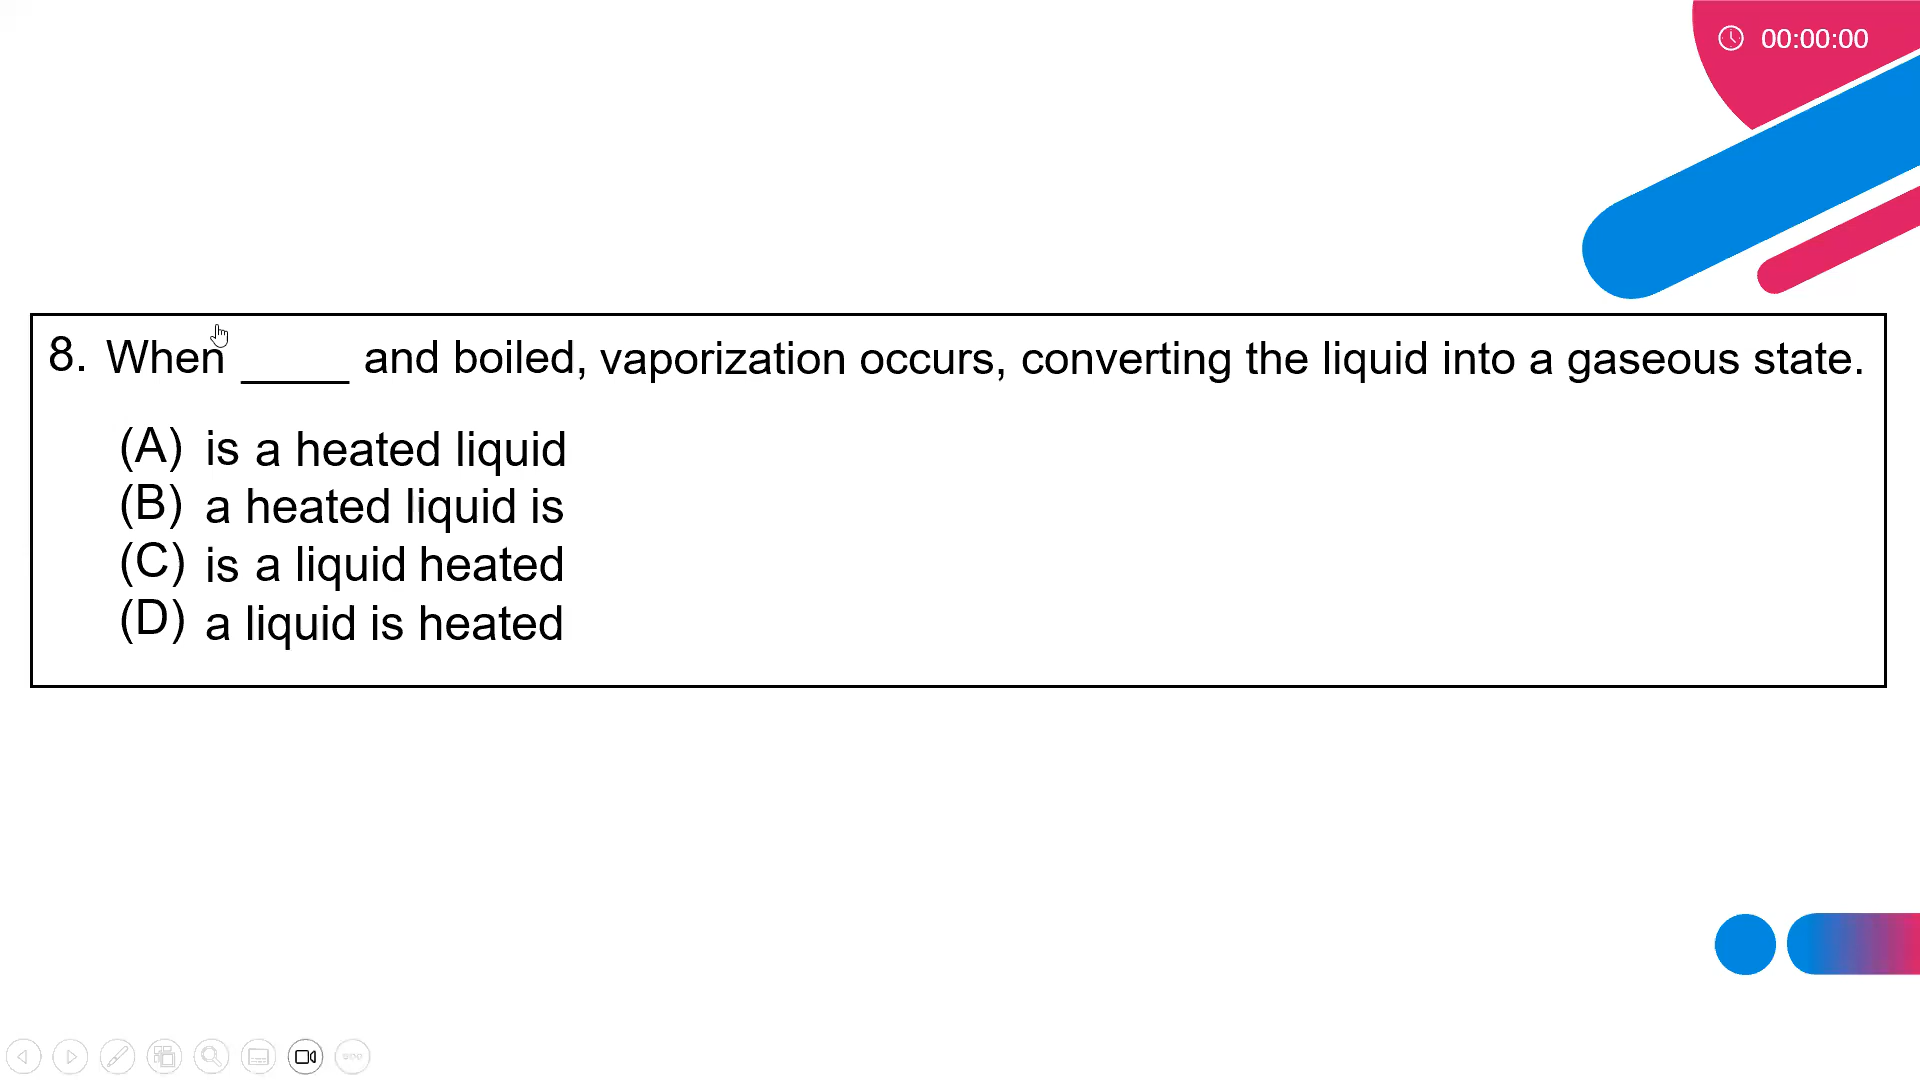 00:00:00
8. When ____ and boiled, vaporization occurs, converting the liquid into a gaseous state.
(A) is a heated liquid
(B) a heated liquid is
(C) is a liquid heated
(D) a liquid is heated